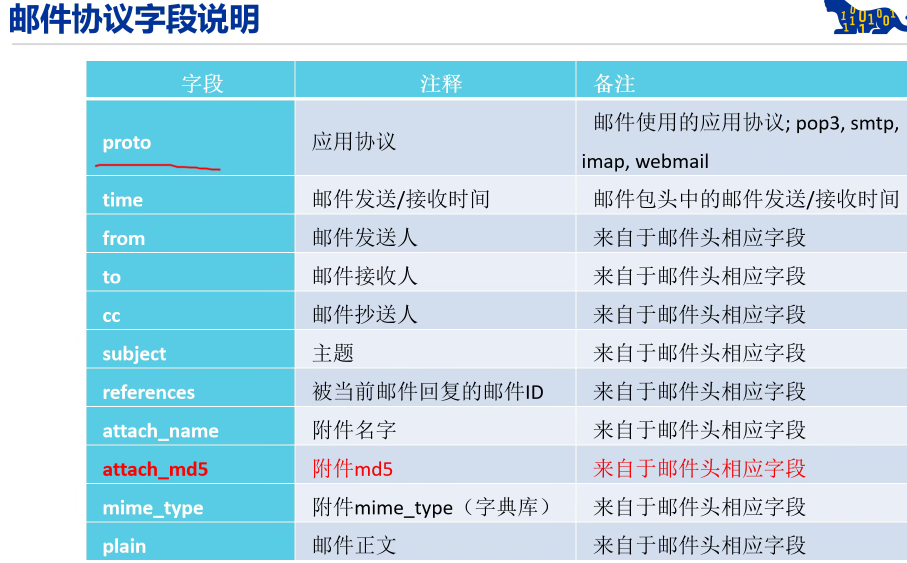 邮件协议字段说明
字段 注释 备注
proto 应用协议 邮件使用的应用协议; pop3, smtp,
imap, webmail
time 邮件发送/接收时间 邮件包头中的邮件发送/接收时间
from 邮件发送人 来自于邮件头相应字段
to 邮件接收人 来自于邮件头相应字段
cc 邮件抄送人 来自于邮件头相应字段
subject 主题 来自于邮件头相应字段
references 被当前邮件回复的邮件ID 来自于邮件头相应字段
attach_name 附件名字 来自于邮件头相应字段
attach_md5 附件md5 来自于邮件头相应字段
mime_type 附件mime_type（字典库） 来自于邮件头相应字段
plain 邮件正文 来自于邮件头相应字段